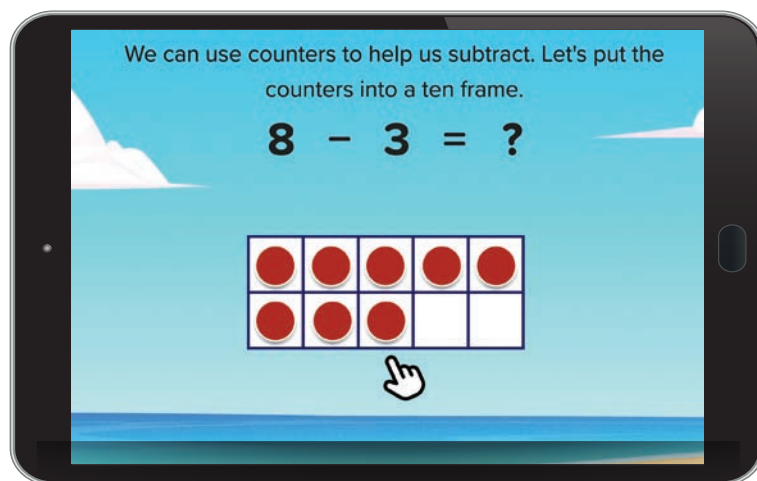 We can use counters to help us subtract. Let's put the
counters into a ten frame.
8 − 3 = ?